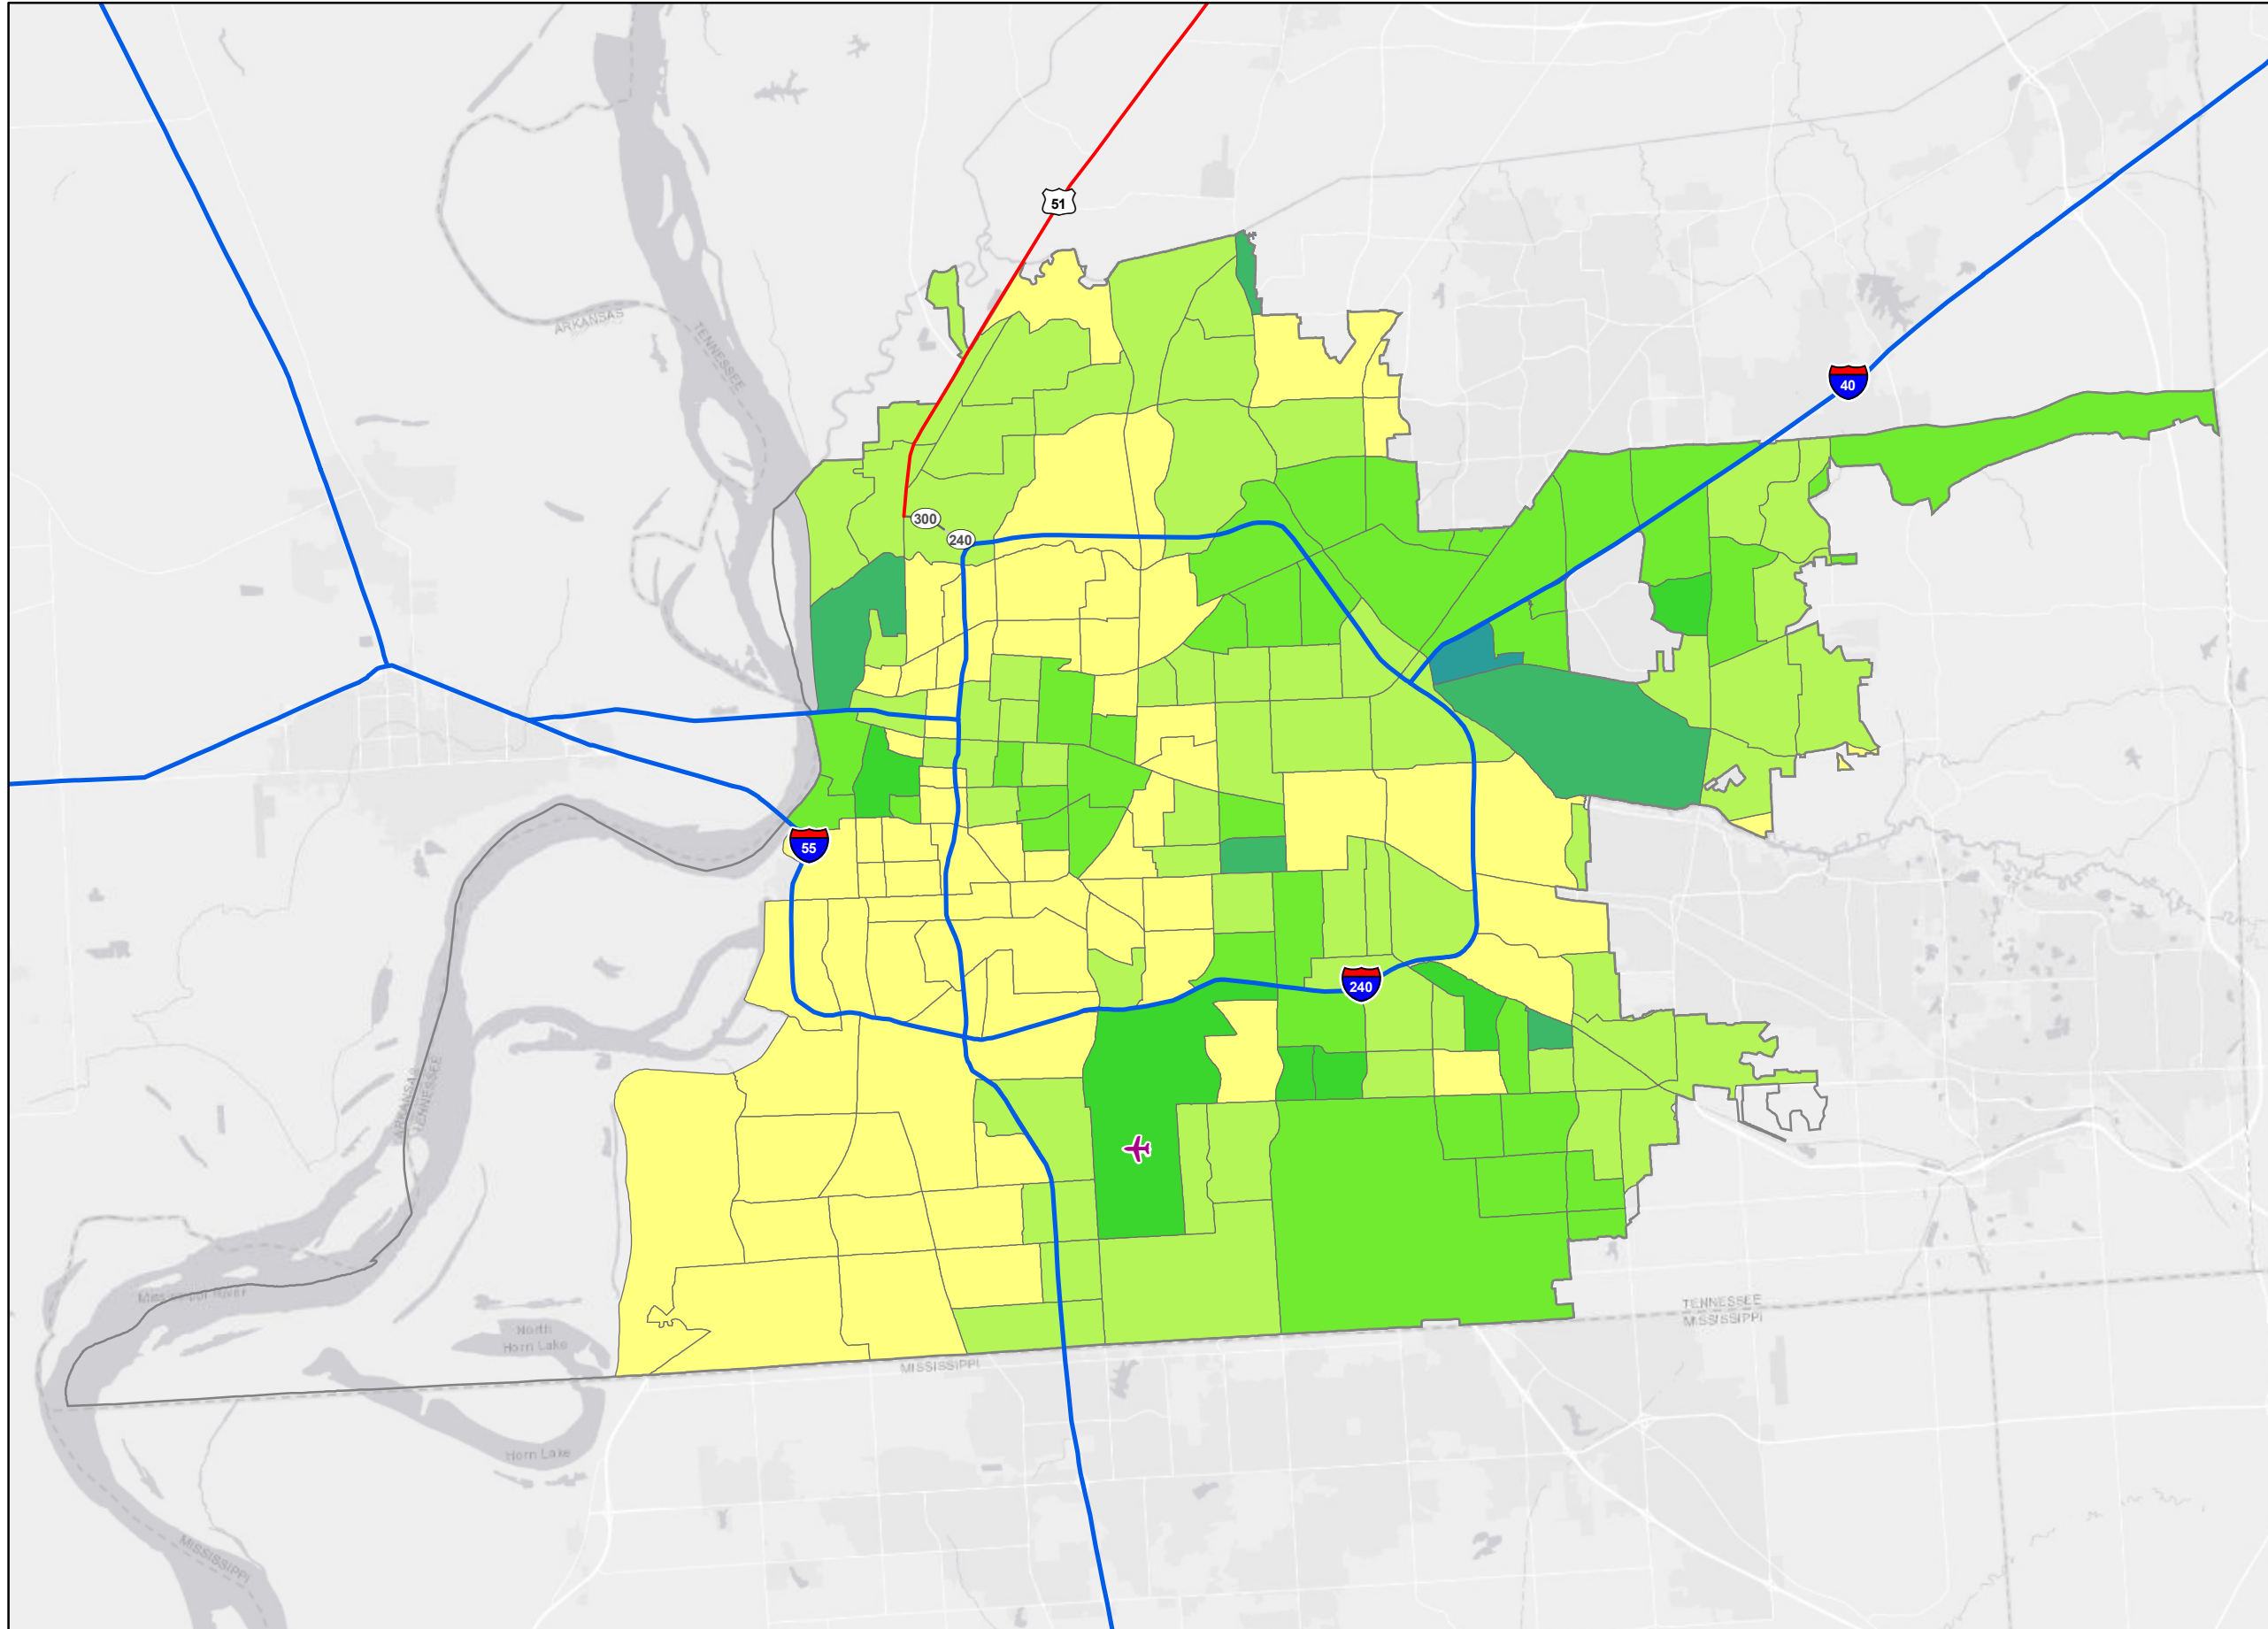 51
ARKANSAS
TENNESSEE
40
300
240
55
240
ARKANSAS
TENNESSEE
Mississippi River
TENNESSEE
MISSISSIPPI
North
Horn Lake
MISSISSIPPI
Horn Lake
MISSISSIPPI